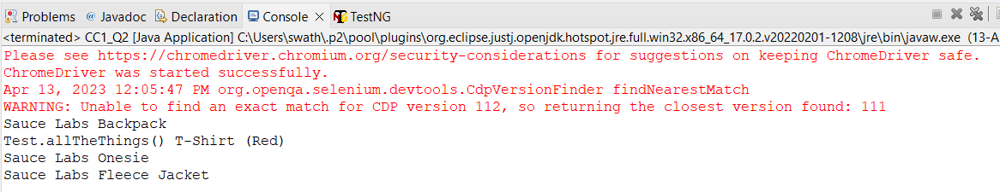 Problems @ Javadoc Declaration Console TestNG
<terminated> CC1_Q2 [Java Application] C:\Users\swath\.p2\pool\plugins\org.eclipse.justj.openjdk.hotspot.jre.full.win32.x86_64_17.0.2.v20220201-1208\jre\bin\javaw.exe (13-A
Please see https://chromedriver.chromium.org/security-considerations for suggestions on keeping ChromeDriver safe.
ChromeDriver was started successfully.
Apr 13, 2023 12:05:47 PM org.openqa.selenium.devtools.CdpVersionFinder findNearestMatch
WARNING: Unable to find an exact match for CDP version 112, so returning the closest version found: 111
Sauce Labs Backpack
Test.allTheThings() T-Shirt (Red)
Sauce Labs Onesie
Sauce Labs Fleece Jacket